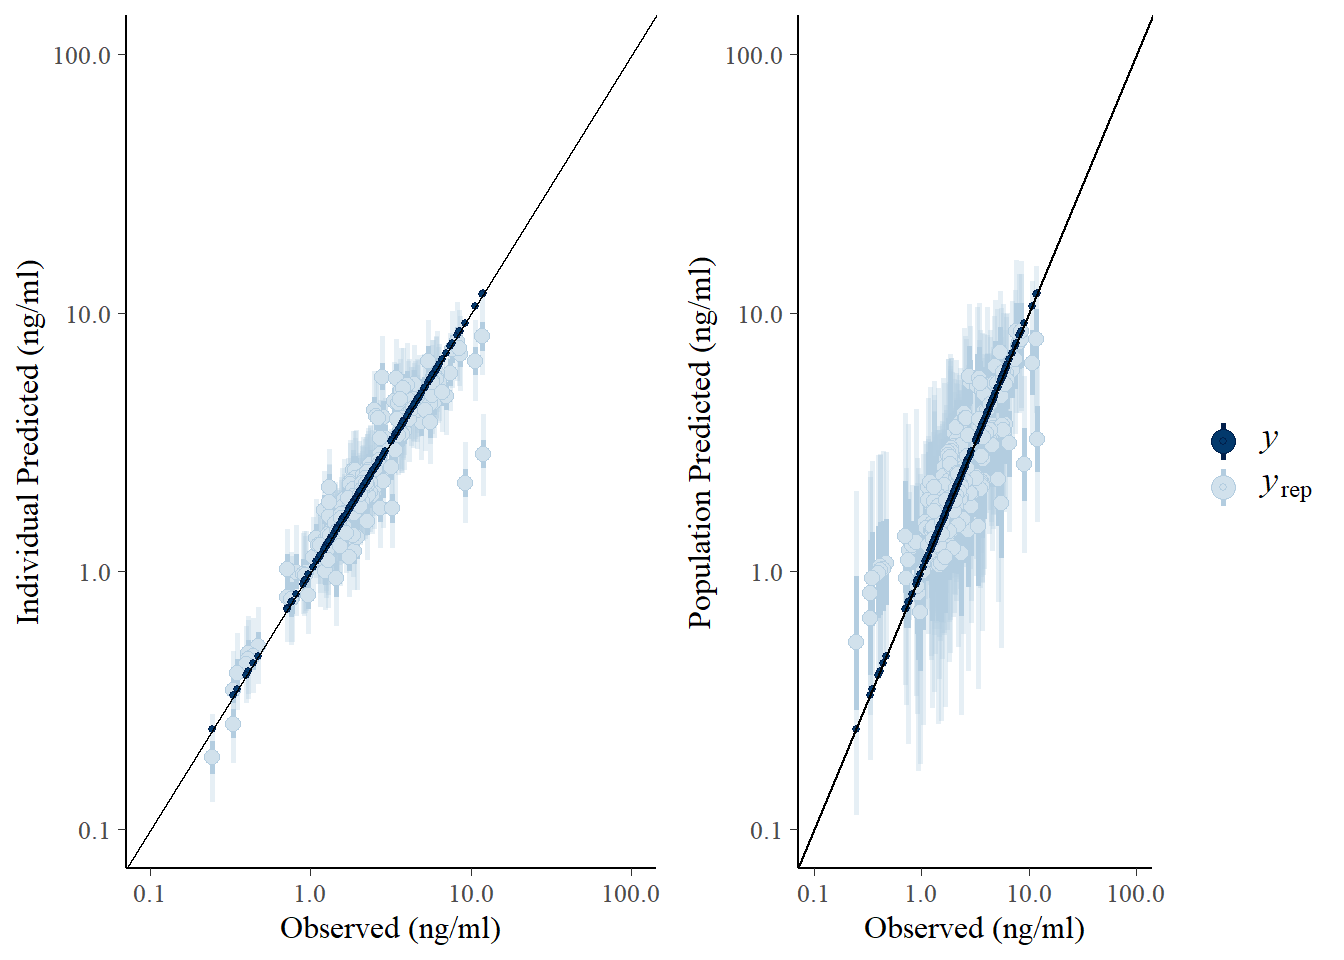 Individual Predicted (ng/ml)
100.0
10.0
1.0
0.1
0.1 1.0 10.0 100.0
Observed (ng/ml)
Population Predicted (ng/ml)
100.0
10.0
1.0
0.1
0.1 1.0 10.0 100.0
Observed (ng/ml)
y
yrep